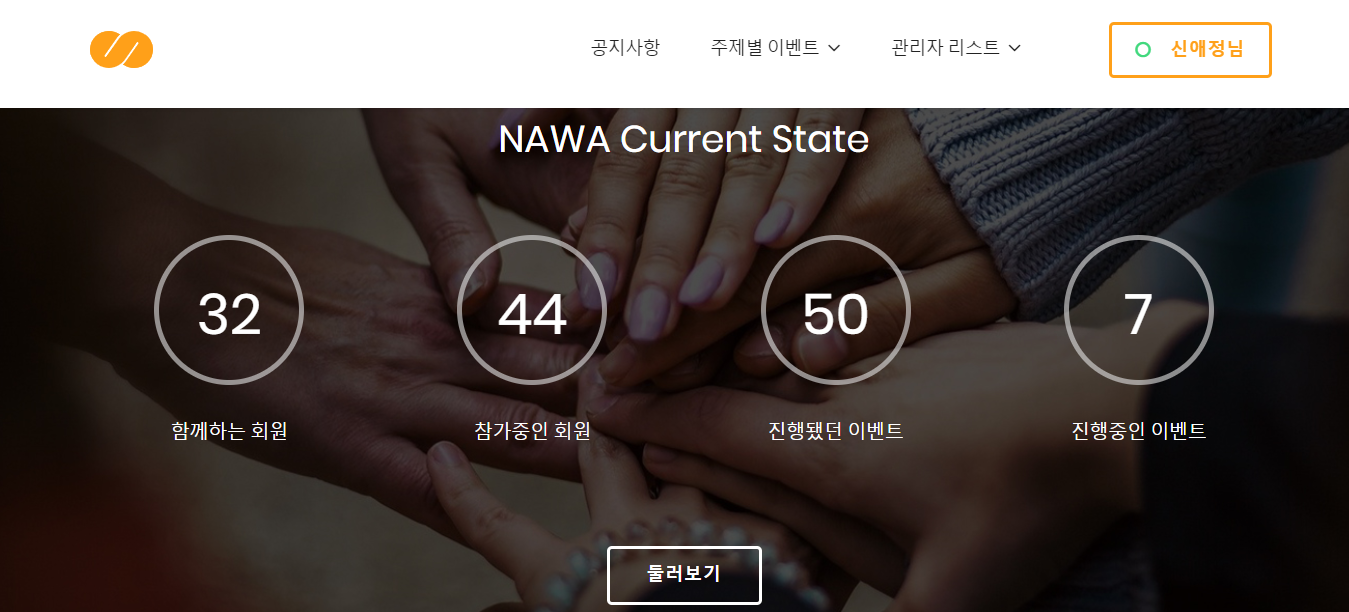 공지사항
주제별 이벤트
관리자 리스트
신애정님
NAWA Current State
32
44
50
7
함께하는 회원
참가중인 회원
진행됐던 이벤트
진행중인 이벤트
둘러보기